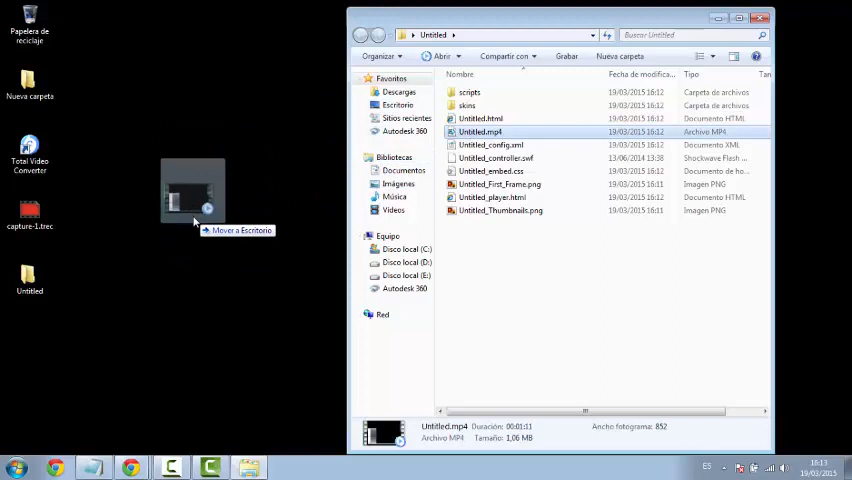 Papelera de
reciclaje
Nueva carpeta
Total Video
Converter
capture-1.trec
Untitled
Mover a Escritorio
Untitled
Buscar Untitled
Organizar
Abrir
Compartir con
Grabar
Nueva carpeta
Favoritos
Descargas
Escritorio
Sitios recientes
Autodesk 360
Bibliotecas
Documentos
Imágenes
Música
Vídeos
Equipo
Disco local (C:)
Disco local (D:)
Disco local (E:)
Autodesk 360
Red
Nombre Fecha de modifica... Tipo Tan
scripts 19/03/2015 16:12 Carpeta de archivos
skins 19/03/2015 16:12 Carpeta de archivos
Untitled.html 19/03/2015 16:12 Documento HTML
Untitled.mp4 19/03/2015 16:12 Archivo MP4
Untitled_config.xml 19/03/2015 16:12 Documento XML
Untitled_controller.swf 13/06/2014 13:38 Shockwave Flash ...
Untitled_embed.css 19/03/2015 16:12 Documento de ho...
Untitled_First_Frame.png 19/03/2015 16:11 Imagen PNG
Untitled_player.html 19/03/2015 16:12 Documento HTML
Untitled_Thumbnails.png 19/03/2015 16:11 Imagen PNG
Untitled.mp4 Duración: 00:01:11 Ancho fotograma: 852
Archivo MP4 Tamaño: 1,06 MB
ES
16:13
19/03/2015